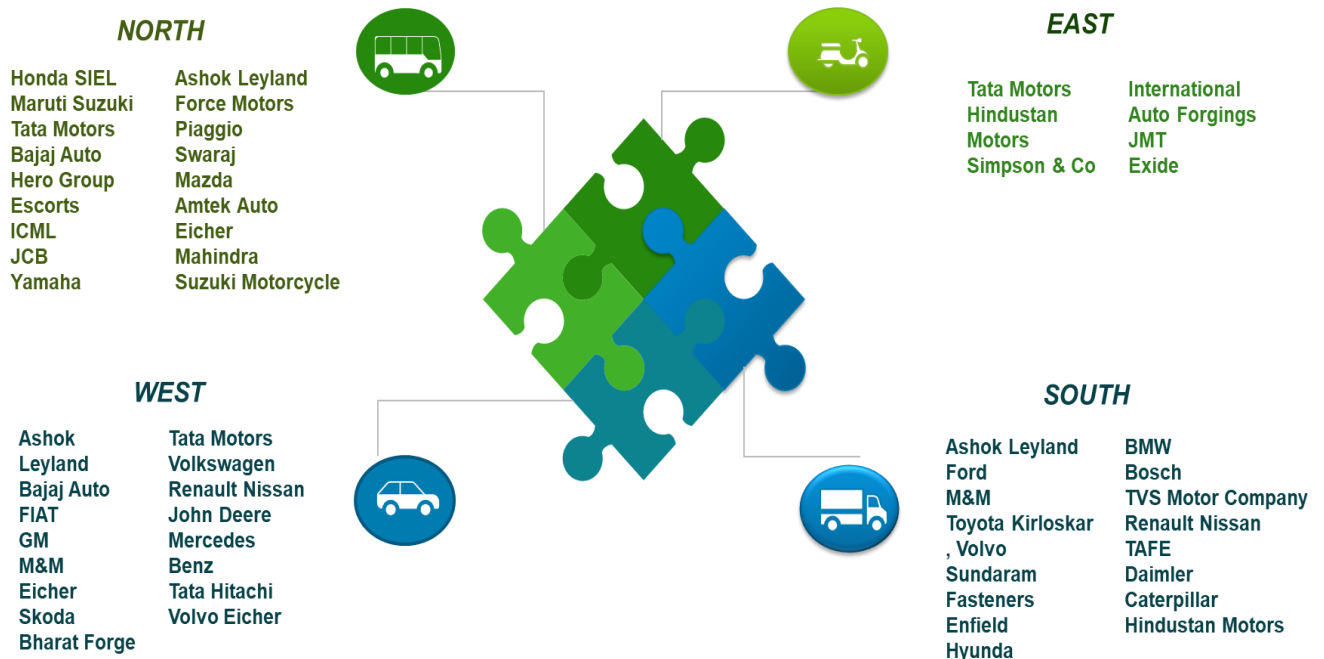 NORTH
Honda SIEL
Maruti Suzuki
Tata Motors
Bajaj Auto
Hero Group
Escorts
ICML
JCB
Yamaha
Ashok Leyland
Force Motors
Piaggio
Swaraj
Mazda
Amtek Auto
Eicher
Mahindra
Suzuki Motorcycle
EAST
Tata Motors
Hindustan
Motors
Simpson & Co
International
Auto Forgings
JMT
Exide
WEST
Ashok
Leyland
Bajaj Auto
FIAT
GM
M&M
Eicher
Skoda
Bharat Forge
Tata Motors
Volkswagen
Renault Nissan
John Deere
Mercedes
Benz
Tata Hitachi
Volvo Eicher
SOUTH
Ashok Leyland
Ford
M&M
Toyota Kirloskar
, Volvo
Sundaram
Fasteners
Enfield
Hyunda
BMW
Bosch
TVS Motor Company
Renault Nissan
TAFE
Daimler
Caterpillar
Hindustan Motors